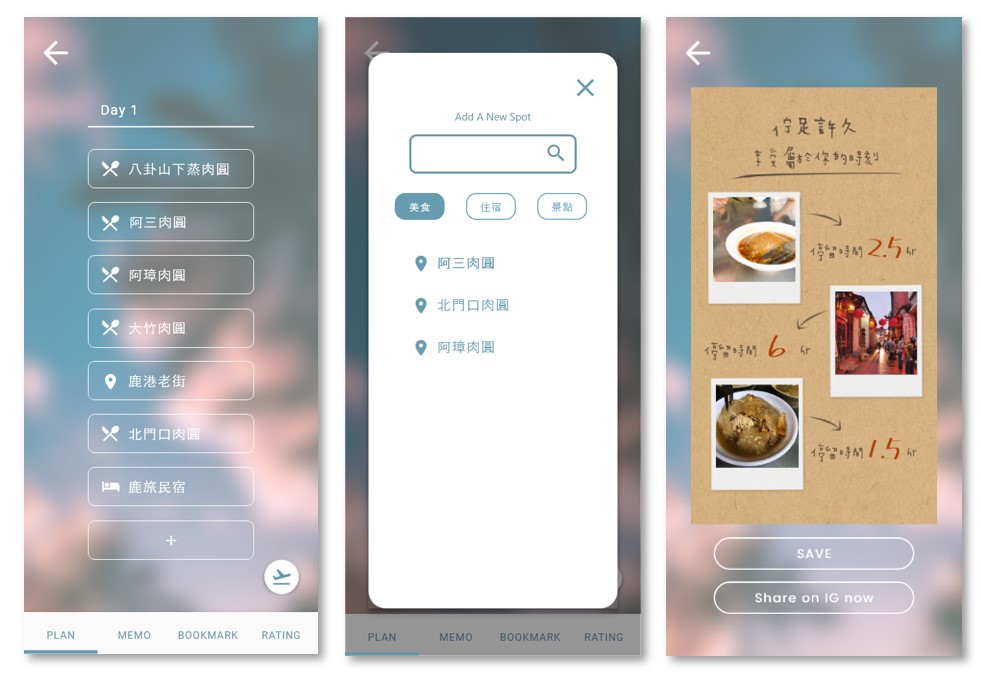 Day 1
八卦山下蒸肉圓
阿三肉圓
阿璋肉圓
大竹肉圓
鹿港老街
北門口肉圓
鹿旅民宿
+
PLAN MEMO BOOKMARK RATING
Add A New Spot
美食 住宿 景點
阿三肉圓
北門口肉圓
阿璋肉圓
PLAN MEMO BOOKMARK RATING
佇足許久
享受屬於你的時刻
停留時間 2.5 hr
停留時間 6 hr
停留時間 1.5 hr
SAVE
Share on IG now